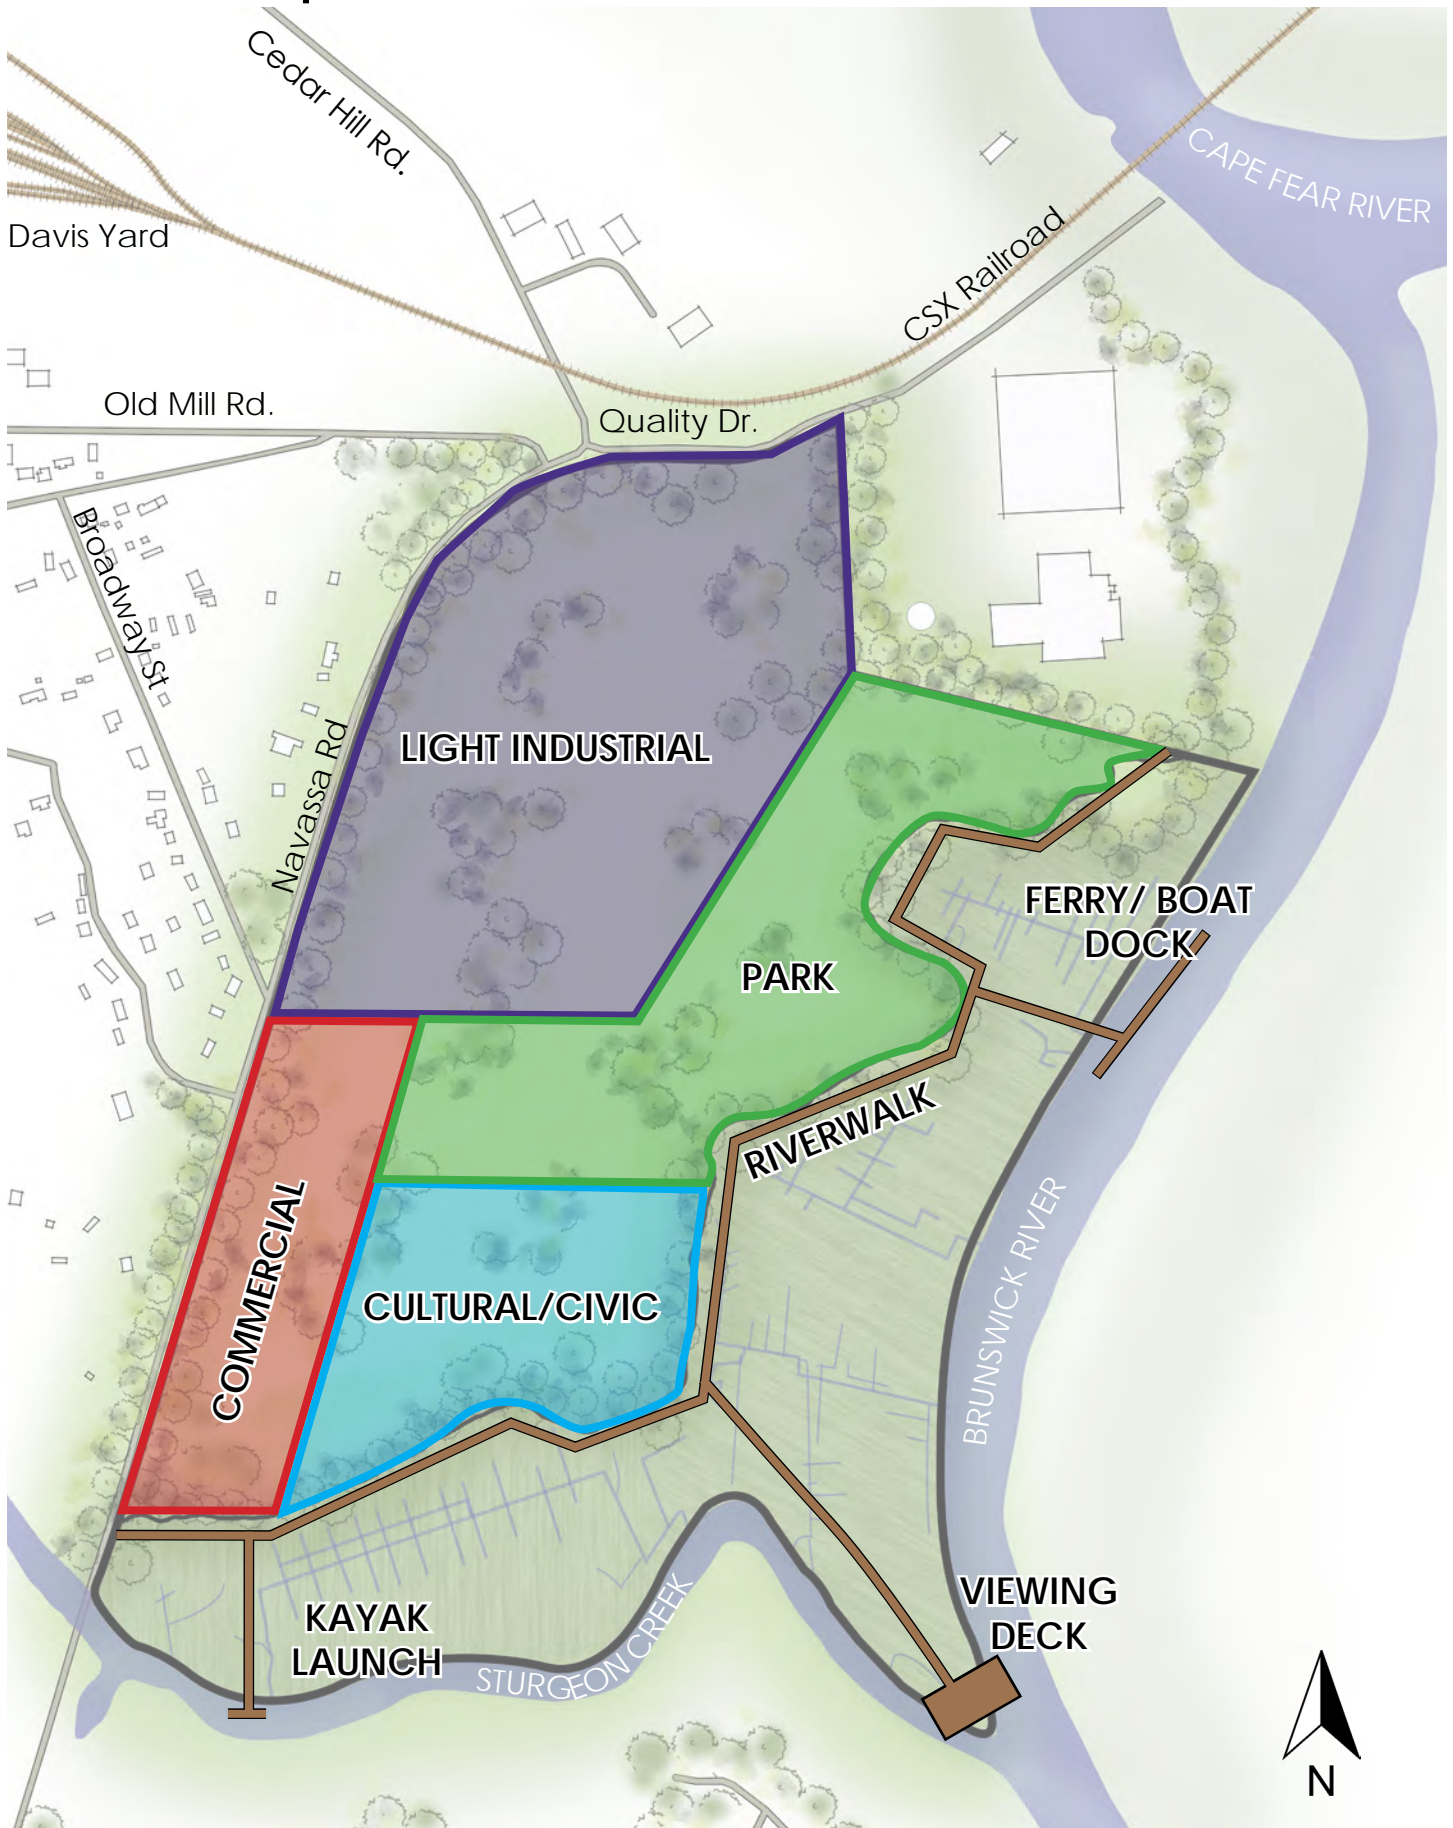 Cedar Hill Rd.
CAPE FEAR RIVER
Davis Yard
CSX Railroad
Old Mill Rd.
Quality Dr.
Broadway St
Navassa Rd
LIGHT INDUSTRIAL
FERRY/ BOAT
DOCK
PARK
RIVERWALK
BRUNSWICK RIVER
COMMERCIAL
CULTURAL/CIVIC
VIEWING
DECK
KAYAK
LAUNCH
STURGEON CREEK
N